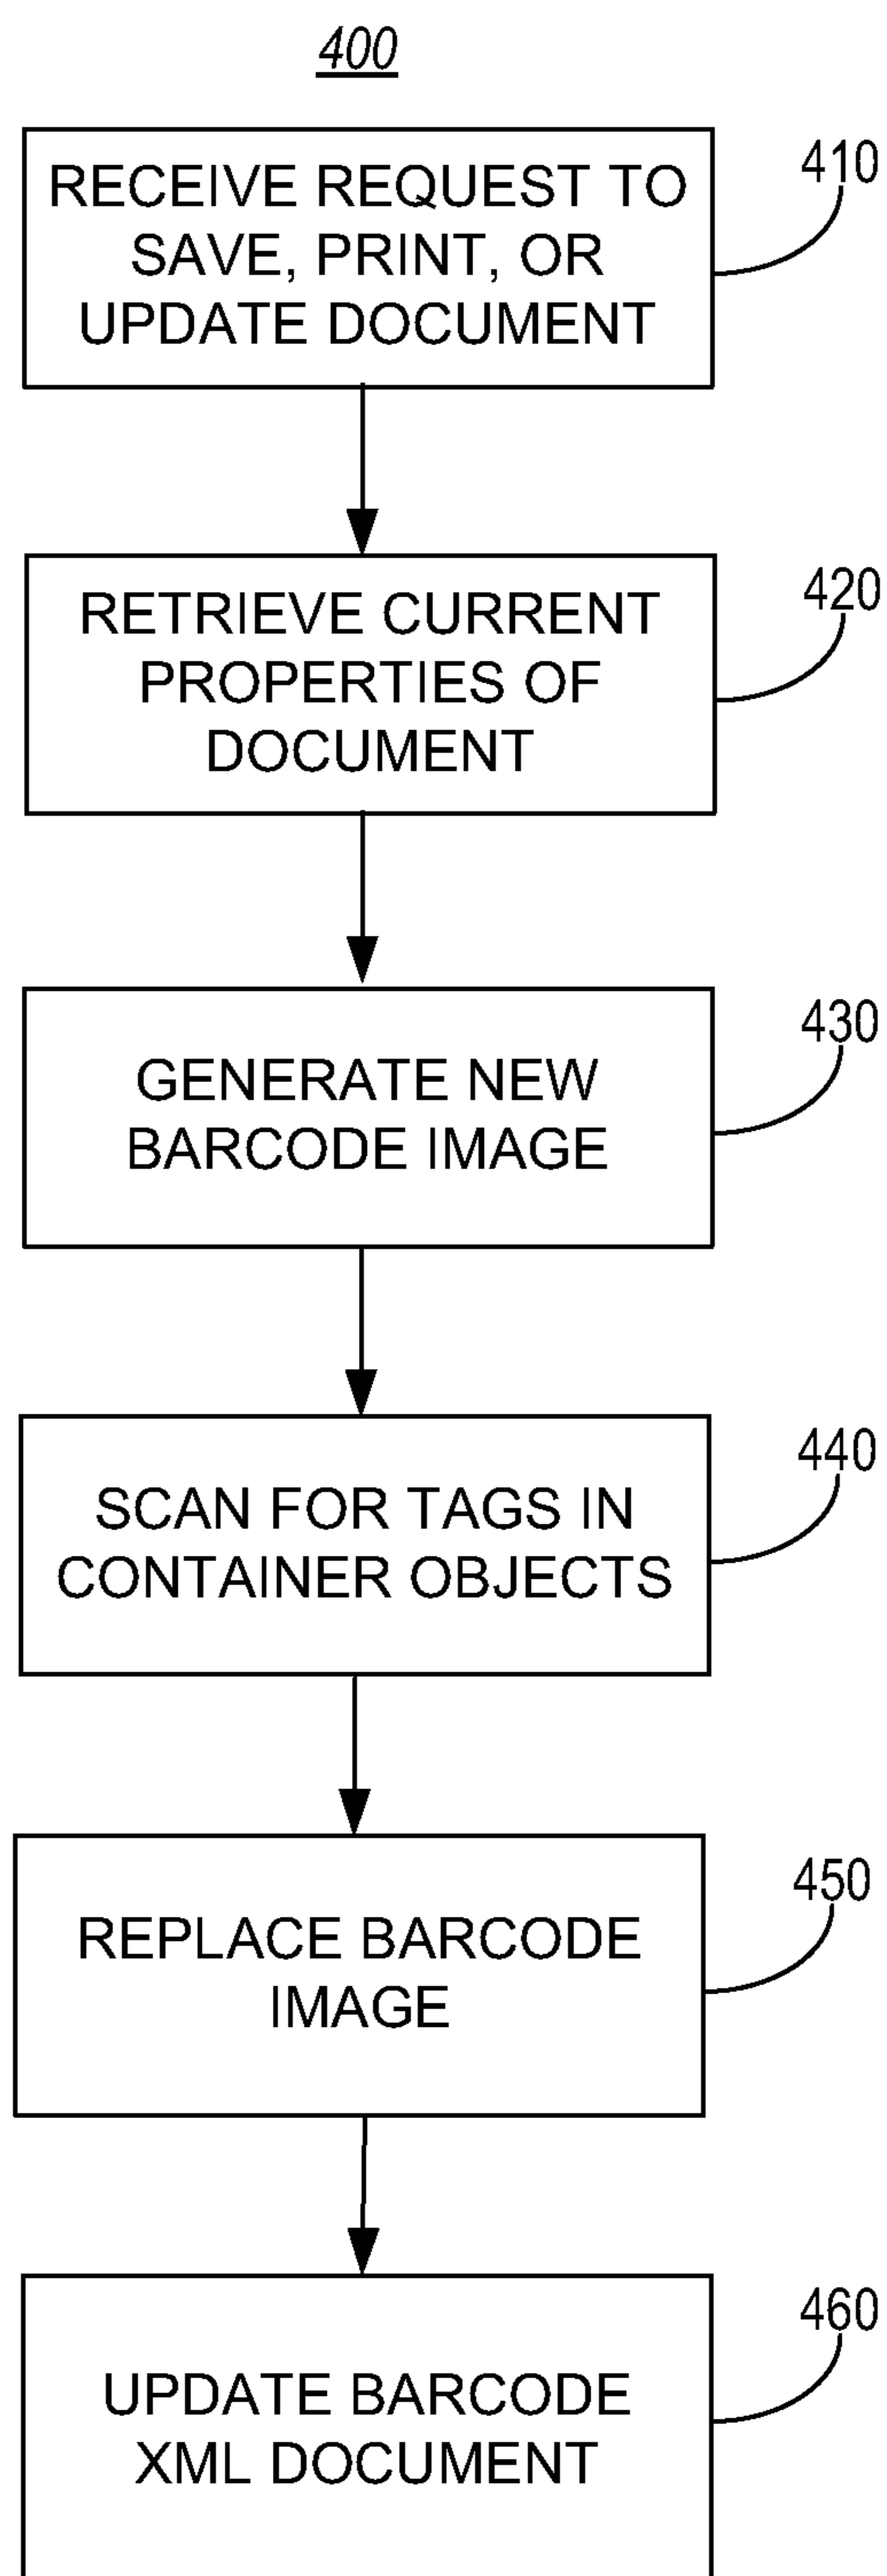 400
RECEIVE REQUEST TO
SAVE, PRINT, OR
UPDATE DOCUMENT
410
RETRIEVE CURRENT
PROPERTIES OF
DOCUMENT
420
GENERATE NEW
BARCODE IMAGE
430
SCAN FOR TAGS IN
CONTAINER OBJECTS
440
REPLACE BARCODE
IMAGE
450
UPDATE BARCODE
XML DOCUMENT
460